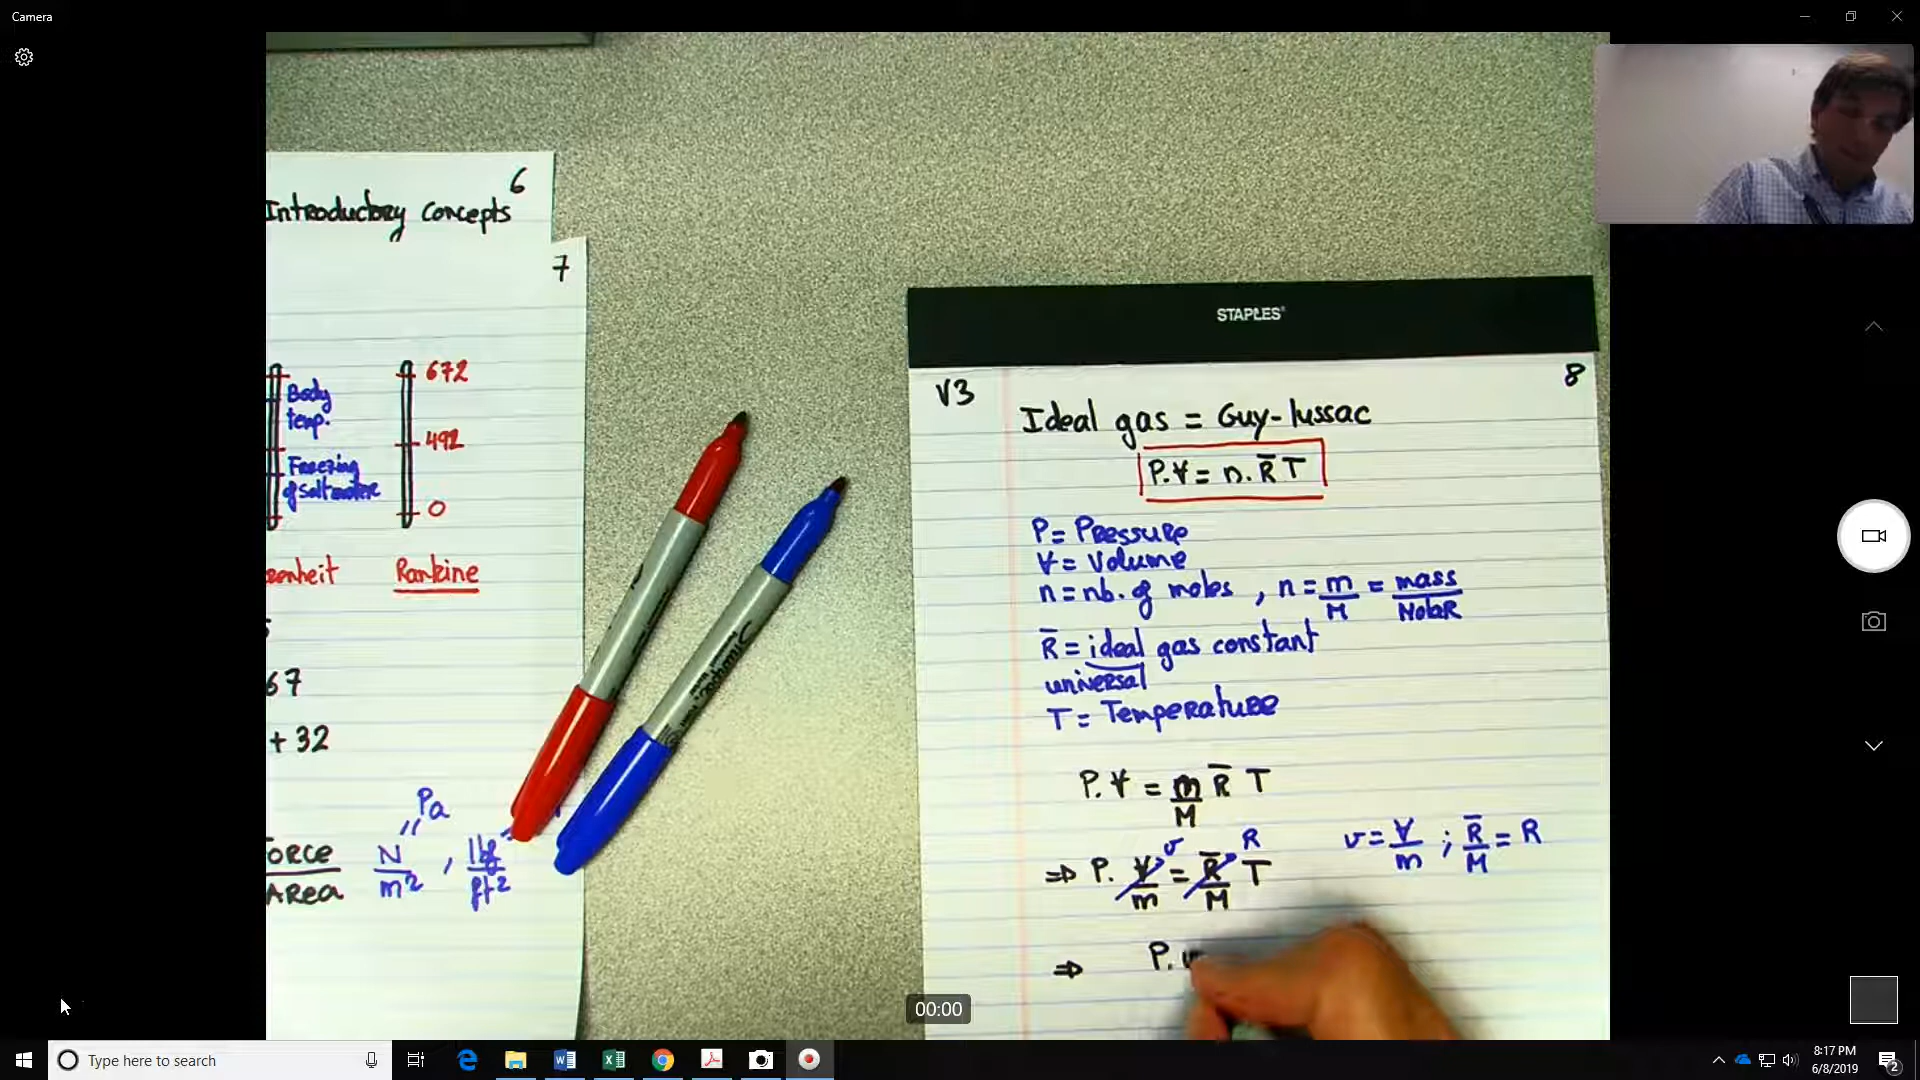 Camera
6
Introductory Concepts
7
672
Body
temp.
492
Freezing
of saltwater
0
renheit
Rankine
67
+ 32
Pa
"
Force
Area
N
m²
,
lbf
ft²
STAPLES
V3
8
Ideal gas = Guy-lussac
P.V = n.R̅ T
P = Pressure
V = Volume
n = nb. of moles , n = m/M = mass/Molar
R̅ = ideal gas constant
universal
T = Temperature
P.V = m/M R̅ T
⇒ P. V/m = R̅/M T
v
R
v = V/m ; R̅/M = R
⇒ P. v
00:00
Type here to search
8:17 PM
6/8/2019
2